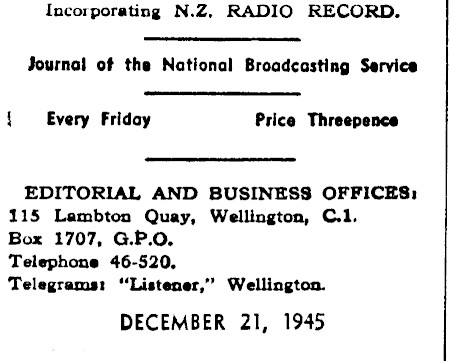 Incorporating N.Z. RADIO RECORD.
Journal of the National Broadcasting Service
Every Friday Price Threepence
EDITORIAL AND BUSINESS OFFICES:
115 Lambton Quay, Wellington, C.1.
Box 1707, G.P.O.
Telephone 46-520.
Telegrams: "Listener," Wellington.
DECEMBER 21, 1945